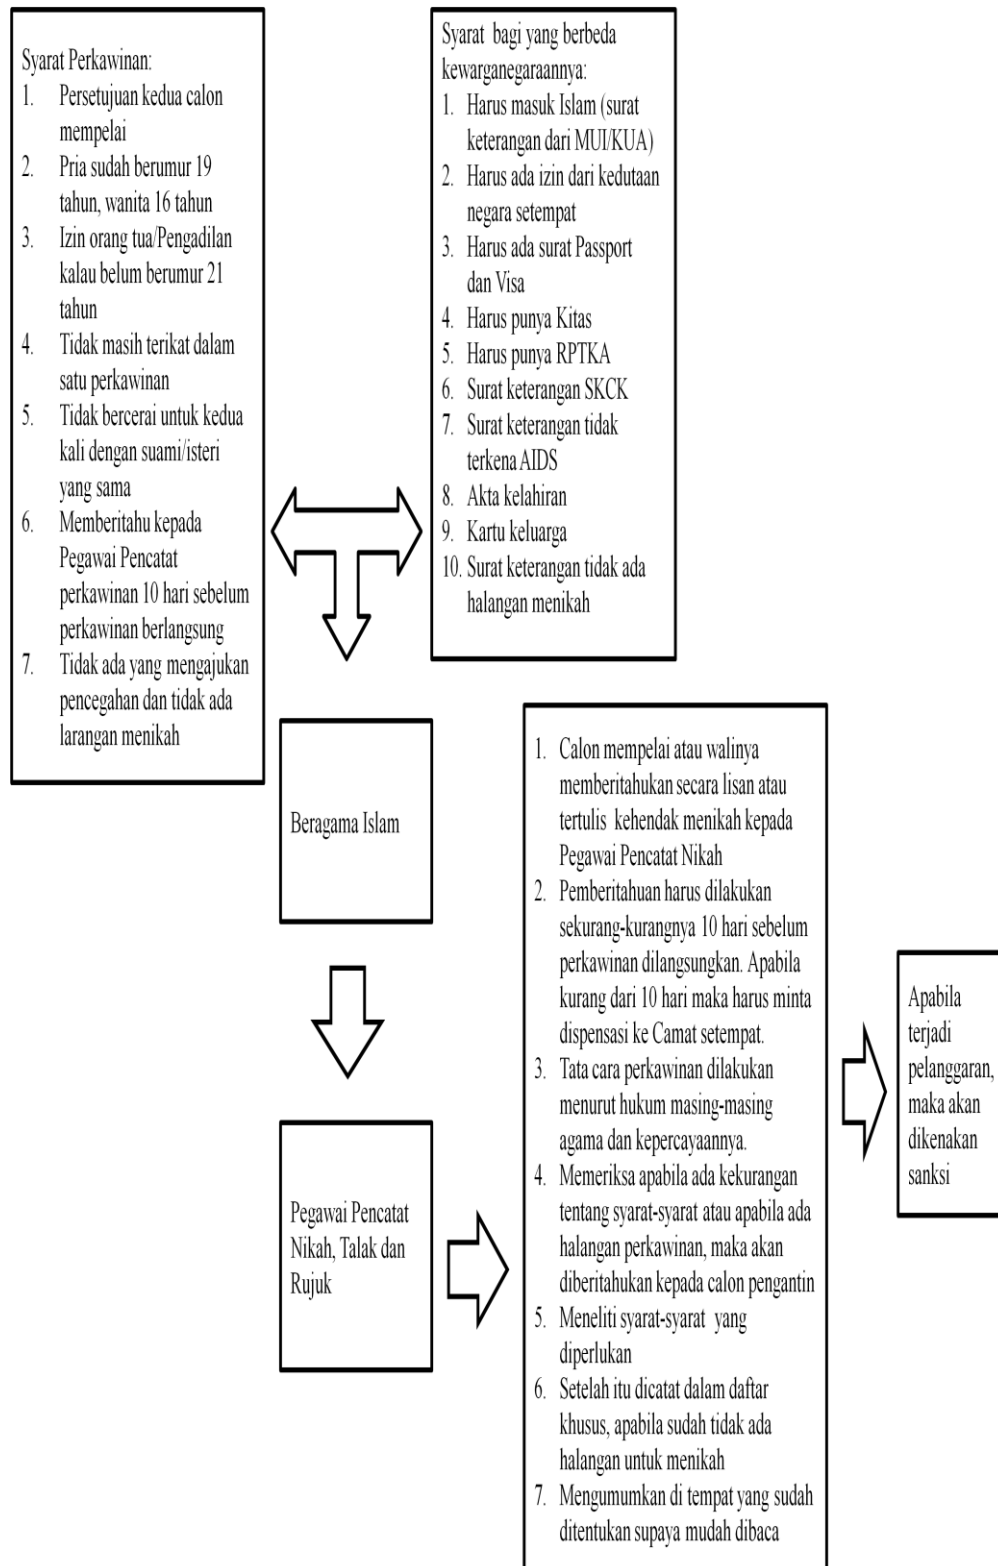 Syarat Perkawinan:
1. Persetujuan kedua calon
mempelai
2. Pria sudah berumur 19
tahun, wanita 16 tahun
3. Izin orang tua/Pengadilan
kalau belum berumur 21
tahun
4. Tidak masih terikat dalam
satu perkawinan
5. Tidak bercerai untuk kedua
kali dengan suami/isteri
yang sama
6. Memberitahu kepada
Pegawai Pencatat
perkawinan 10 hari sebelum
perkawinan berlangsung
7. Tidak ada yang mengajukan
pencegahan dan tidak ada
larangan menikah
Syarat bagi yang berbeda
kewarganegaraannya:
1. Harus masuk Islam (surat
keterangan dari MUI/KUA)
2. Harus ada izin dari kedutaan
negara setempat
3. Harus ada surat Passport
dan Visa
4. Harus punya Kitas
5. Harus punya RPTKA
6. Surat keterangan SKCK
7. Surat keterangan tidak
terkena AIDS
8. Akta kelahiran
9. Kartu keluarga
10. Surat keterangan tidak ada
halangan menikah
Beragama Islam
Pegawai Pencatat
Nikah, Talak dan
Rujuk
1. Calon mempelai atau walinya
memberitahukan secara lisan atau
tertulis kehendak menikah kepada
Pegawai Pencatat Nikah
2. Pemberitahuan harus dilakukan
sekurang-kurangnya 10 hari sebelum
perkawinan dilangsungkan. Apabila
kurang dari 10 hari maka harus minta
dispensasi ke Camat setempat.
3. Tata cara perkawinan dilakukan
menurut hukum masing-masing
agama dan kepercayaannya.
4. Memeriksa apabila ada kekurangan
tentang syarat-syarat atau apabila ada
halangan perkawinan, maka akan
diberitahukan kepada calon pengantin
5. Meneliti syarat-syarat yang
diperlukan
6. Setelah itu dicatat dalam daftar
khusus, apabila sudah tidak ada
halangan untuk menikah
7. Mengumumkan di tempat yang sudah
ditentukan supaya mudah dibaca
Apabila
terjadi
pelanggaran,
maka akan
dikenakan
sanksi